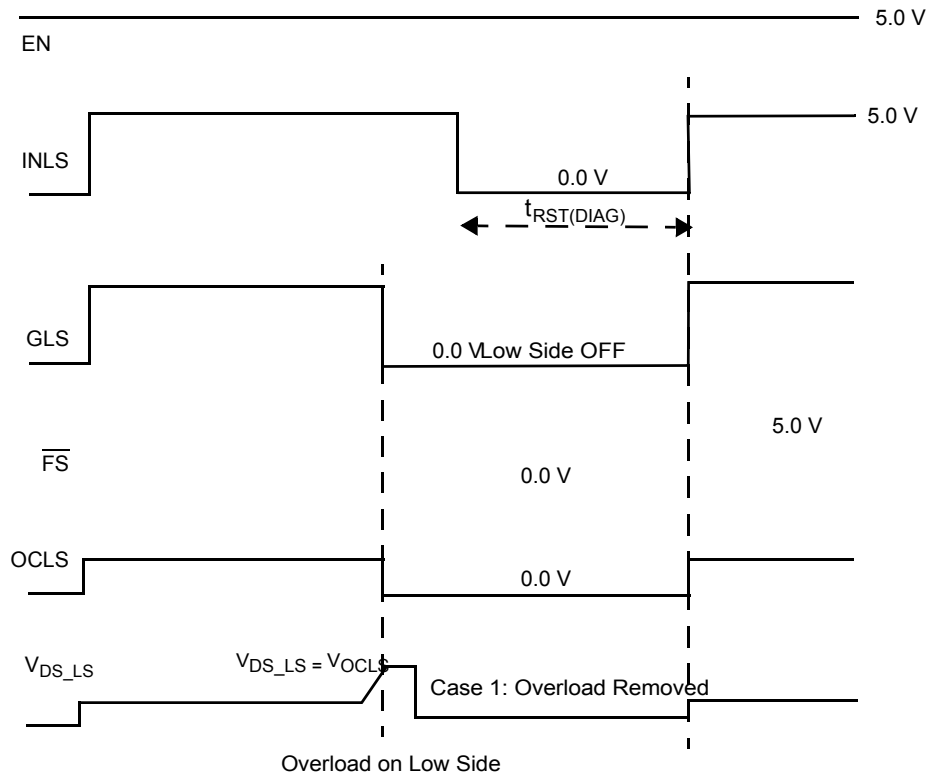 5.0 V
EN
5.0 V
INLS
0.0 V
tRST(DIAG)
GLS
0.0 V Low Side OFF
5.0 V
FS
0.0 V
OCLS
0.0 V
VDS_LS
VDS_LS = VOCLS
Case 1: Overload Removed
Overload on Low Side